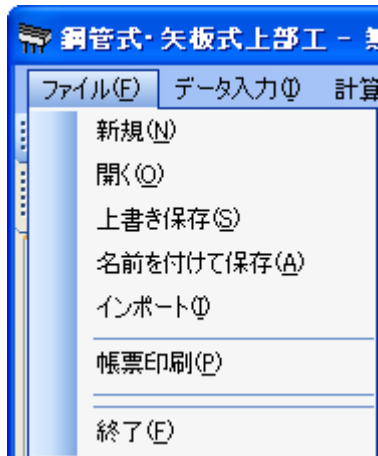 鋼管式・矢板式上部工 -
ファイル(F) データ入力(I) 計算
新規(N)
開く(O)
上書き保存(S)
名前を付けて保存(A)
インポート(I)
帳票印刷(P)
終了(E)